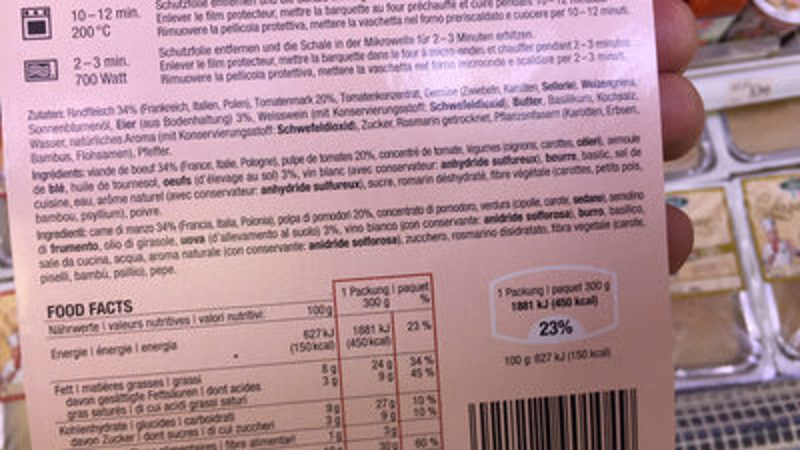 10–12 min.
200°C
Enlever le film protecteur, mettre la barquette au four préchauffé et cuire pendant 10–12
Rimuovere la pellicola protettiva, mettere la vaschetta nel forno preriscaldato e cuocere per 10–12 minuti.
2–3 min.
700 Watt
Schutzfolie entfernen und die Schale in der Mikrowelle für 2–3 Minuten erhitzen.
Enlever le film protecteur, mettre la barquette dans le four à micro-ondes et chauffer pendant 2–3 minutes.
Rimuovere la pellicola protettiva, mettere la vaschetta nel forno microonde e scaldare per 2–3 minuti.
Zutaten: Rindfleisch 34% (Frankreich, Italien, Polen), Tomatenmark 20%, Tomatenkonzentrat, Gemüse (Zwiebeln, Karotten, Sellerie), Weizengriess,
Sonnenblumenöl, Eier (aus Bodenhaltung) 3%, Weisswein (mit Konservierungsstoff: Schwefeldioxid), Butter, Basilikum, Kochsalz,
Wasser, natürliches Aroma (mit Konservierungsstoff: Schwefeldioxid), Zucker, Rosmarin getrocknet, Pflanzenfasern (Karotten, Erbsen,
Bambus, Flohsamen), Pfeffer.
Ingrédients: viande de boeuf 34% (France, Italie, Pologne), pulpe de tomates 20%, concentré de tomate, légumes (oignons, carottes, céleri), semoule
de blé, huile de tournesol, oeufs (d'élevage au sol) 3%, vin blanc (avec conservateur: anhydride sulfureux), beurre, basilic, sel de
cuisine, eau, arôme naturel (avec conservateur: anhydride sulfureux), sucre, romarin déshydraté, fibre végétale (carottes, petits pois,
bambou, psyllium), poivre.
Ingredienti: carne di manzo 34% (Francia, Italia, Polonia), polpa di pomodori 20%, concentrato di pomodoro, verdura (cipolle, carote, sedano), semolino
di frumento, olio di girasole, uova (d'allevamento al suolo) 3%, vino bianco (con conservante: anidride solforosa), burro, basilico,
sale da cucina, acqua, aroma naturale (con conservante: anidride solforosa), zucchero, rosmarino disidratato, fibra vegetale (carote,
piselli, bambù, psillio), pepe.
FOOD FACTS
Nährwerte | valeurs nutritives | valori nutritivi: 100g 1 Packung | paquet 300 g %
Energie | énergie | energia 627 kJ (150 kcal) 1881 kJ (450 kcal) 23 %
Fett | matières grasses | grassi 8g 24g 34 %
davon gesättigte Fettsäuren | dont acides 3g 9g 45 %
gras saturés | di cui acidi grassi saturi
Kohlenhydrate | glucides | carboidrati 9g 27g 10 %
davon Zucker | dont sucres | di cui zuccheri 3g 9g 10 %
alimentaires | fibre alimentari 1g 3g
30g 60 %
1 Packung | paquet 300 g
1881 kJ (450 kcal)
23%
100 g: 627 kJ (150 kcal)